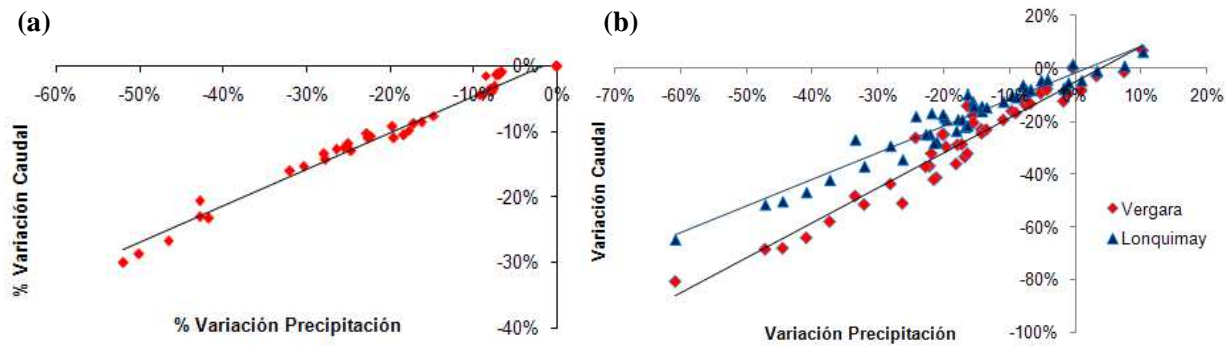 (a)
-60% -50% -40% -30% -20% -10% 0%
0%
-10%
-20%
-30%
-40%
% Variación Caudal
% Variación Precipitación
(b)
20%
0%
-20%
-40%
-60%
-80%
-100%
-70% -60% -50% -40% -30% -20% -10% 0% 10% 20%
Variación Caudal
Vergara
Lonquimay
Variación Precipitación